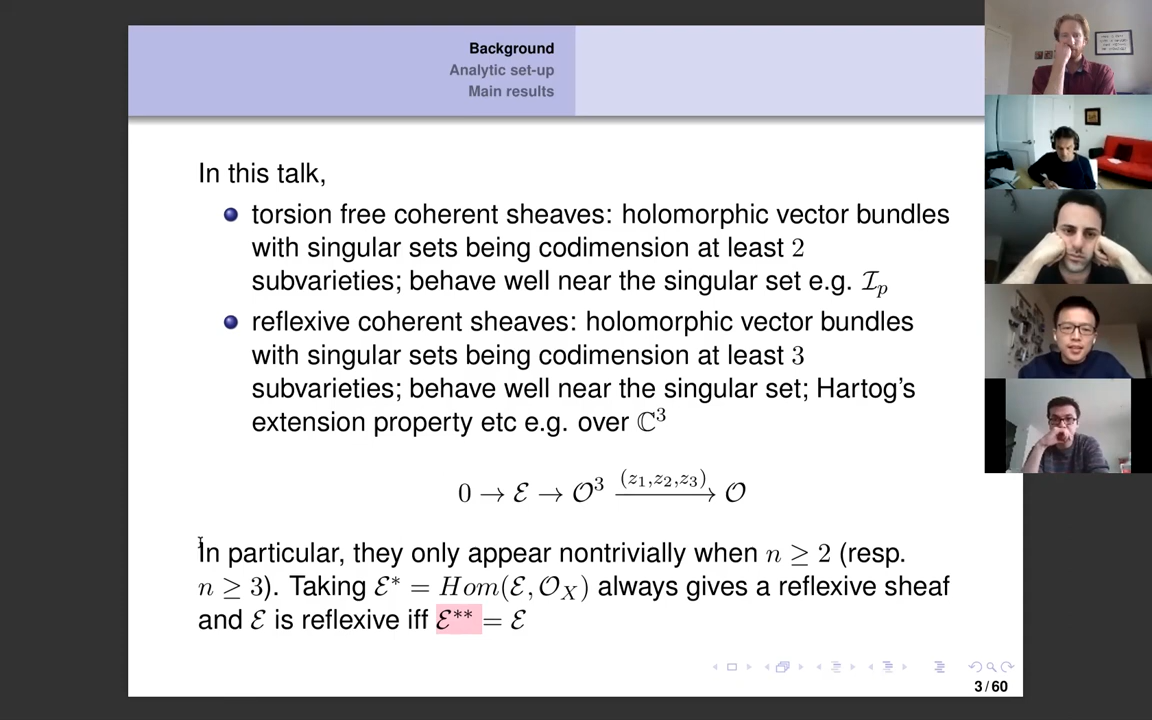 Background
Analytic set-up
Main results
In this talk,
torsion free coherent sheaves: holomorphic vector bundles
with singular sets being codimension at least 2
subvarieties; behave well near the singular set e.g. ℐₚ
reflexive coherent sheaves: holomorphic vector bundles
with singular sets being codimension at least 3
subvarieties; behave well near the singular set; Hartog's
extension property etc e.g. over ℂ³
0 → ℰ → 𝒪³ —(z₁,z₂,z₃)→ 𝒪
In particular, they only appear nontrivially when n ≥ 2 (resp.
n ≥ 3). Taking ℰ* = Hom(ℰ, 𝒪_X) always gives a reflexive sheaf
and ℰ is reflexive iff ℰ** = ℰ
3/60